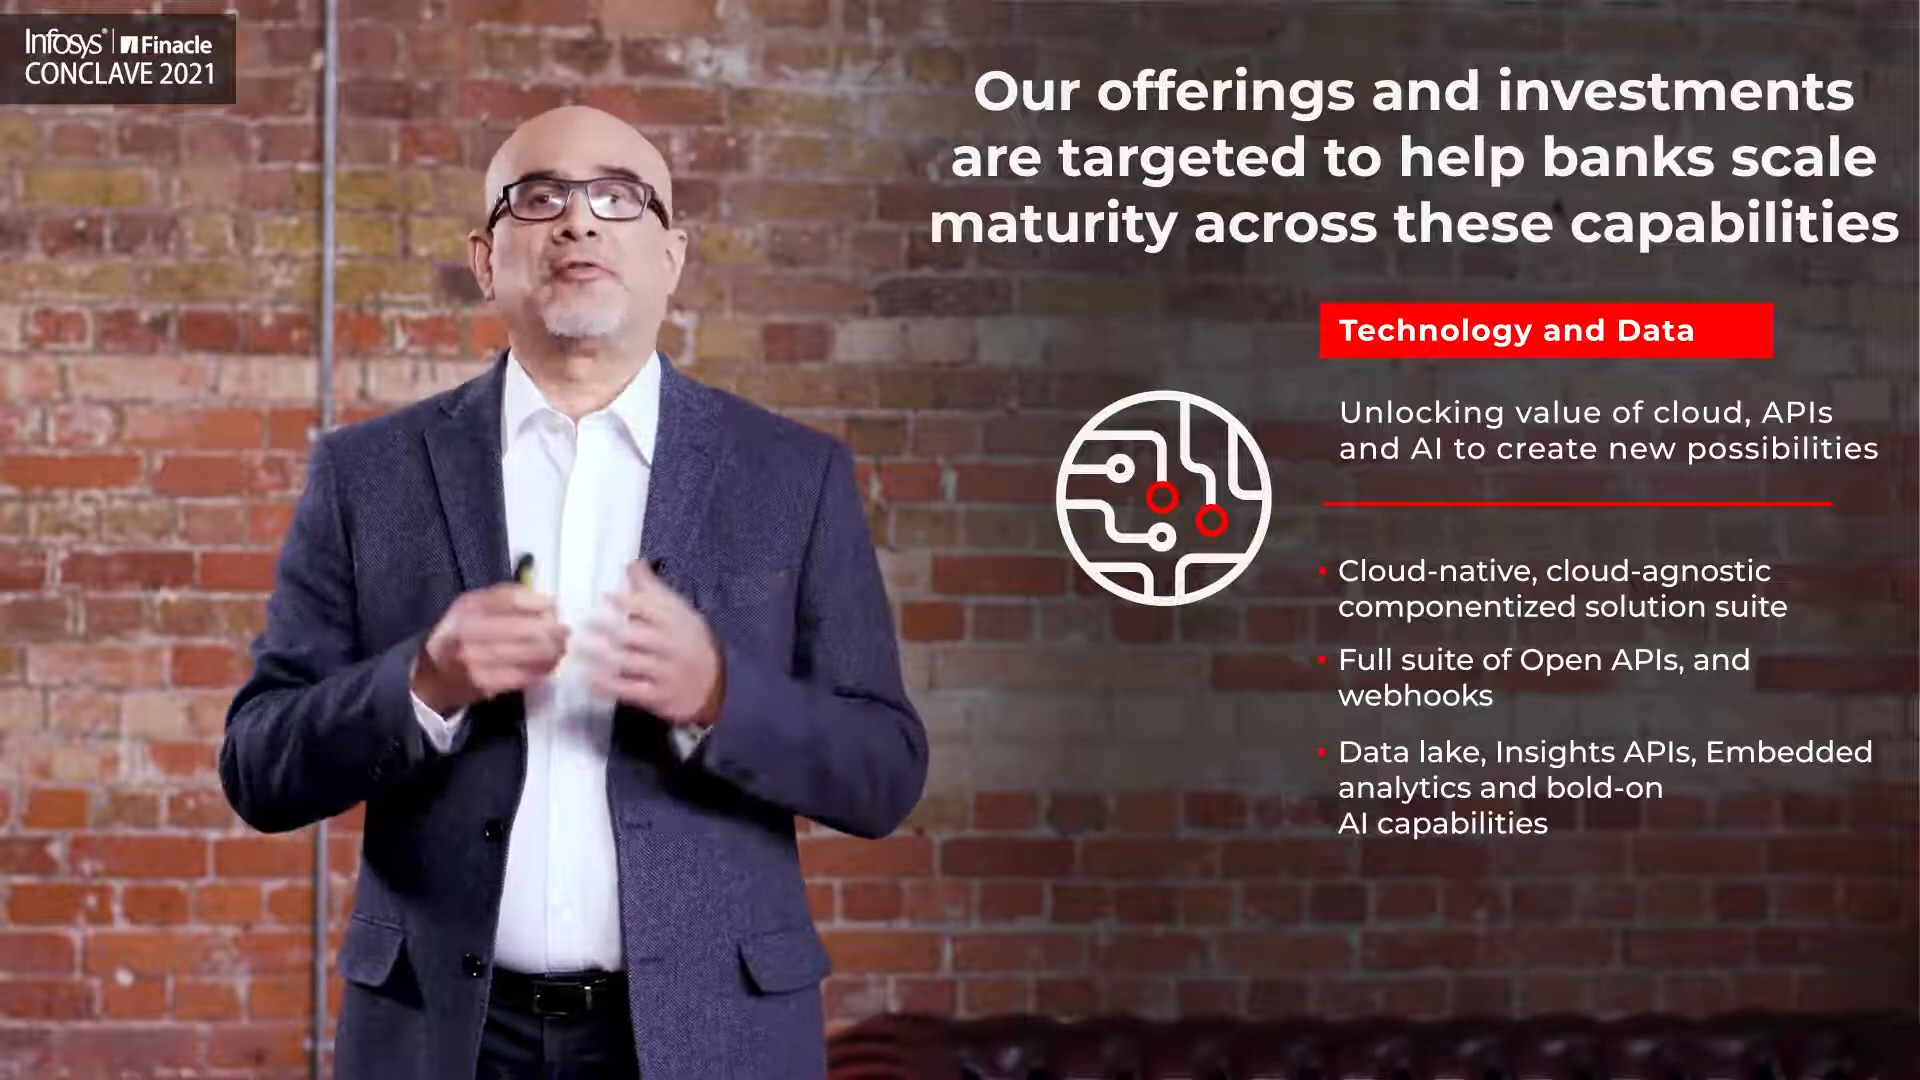 Infosys® | Finacle
CONCLAVE 2021
Our offerings and investments
are targeted to help banks scale
maturity across these capabilities
Technology and Data
Unlocking value of cloud, APIs
and AI to create new possibilities
• Cloud-native, cloud-agnostic
componentized solution suite
• Full suite of Open APIs, and
webhooks
• Data lake, Insights APIs, Embedded
analytics and bold-on
AI capabilities